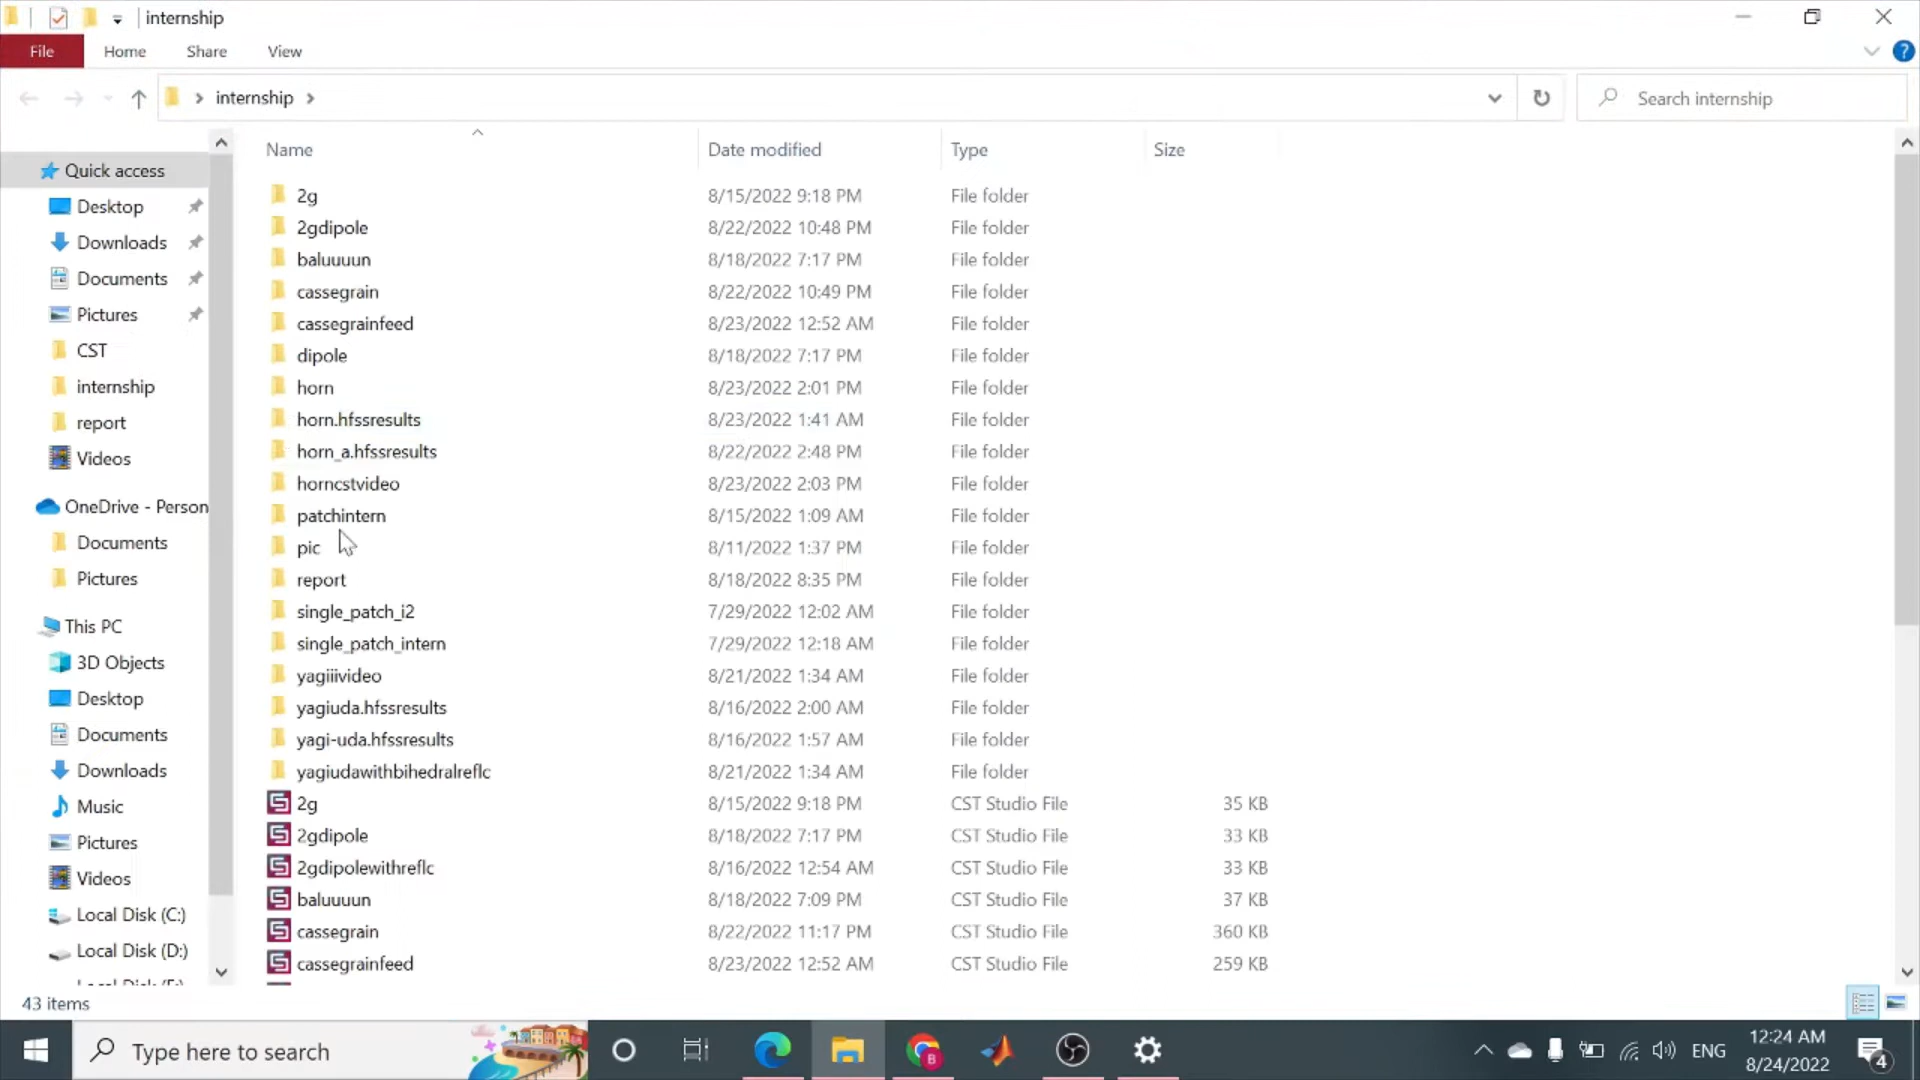 internship
File Home Share View
internship
Search internship
Name Date modified Type Size
Quick access
Desktop
Downloads
Documents
Pictures
CST
internship
report
Videos
OneDrive - Person
Documents
Pictures
This PC
3D Objects
Desktop
Documents
Downloads
Music
Pictures
Videos
Local Disk (C:)
Local Disk (D:)
2g 8/15/2022 9:18 PM File folder
2gdipole 8/22/2022 10:48 PM File folder
baluuuun 8/18/2022 7:17 PM File folder
cassegrain 8/22/2022 10:49 PM File folder
cassegrainfeed 8/23/2022 12:52 AM File folder
dipole 8/18/2022 7:17 PM File folder
horn 8/23/2022 2:01 PM File folder
horn.hfssresults 8/23/2022 1:41 AM File folder
horn_a.hfssresults 8/22/2022 2:48 PM File folder
horncstvideo 8/23/2022 2:03 PM File folder
patchintern 8/15/2022 1:09 AM File folder
pic 8/11/2022 1:37 PM File folder
report 8/18/2022 8:35 PM File folder
single_patch_i2 7/29/2022 12:02 AM File folder
single_patch_intern 7/29/2022 12:18 AM File folder
yagiiivideo 8/21/2022 1:34 AM File folder
yagiuda.hfssresults 8/16/2022 2:00 AM File folder
yagi-uda.hfssresults 8/16/2022 1:57 AM File folder
yagiudawithbihedralreflc 8/21/2022 1:34 AM File folder
2g 8/15/2022 9:18 PM CST Studio File 35 KB
2gdipole 8/18/2022 7:17 PM CST Studio File 33 KB
2gdipolewithreflc 8/16/2022 12:54 AM CST Studio File 33 KB
baluuuun 8/18/2022 7:09 PM CST Studio File 37 KB
cassegrain 8/22/2022 11:17 PM CST Studio File 360 KB
cassegrainfeed 8/23/2022 12:52 AM CST Studio File 259 KB
43 items
Type here to search
B
ENG
12:24 AM
8/24/2022
4